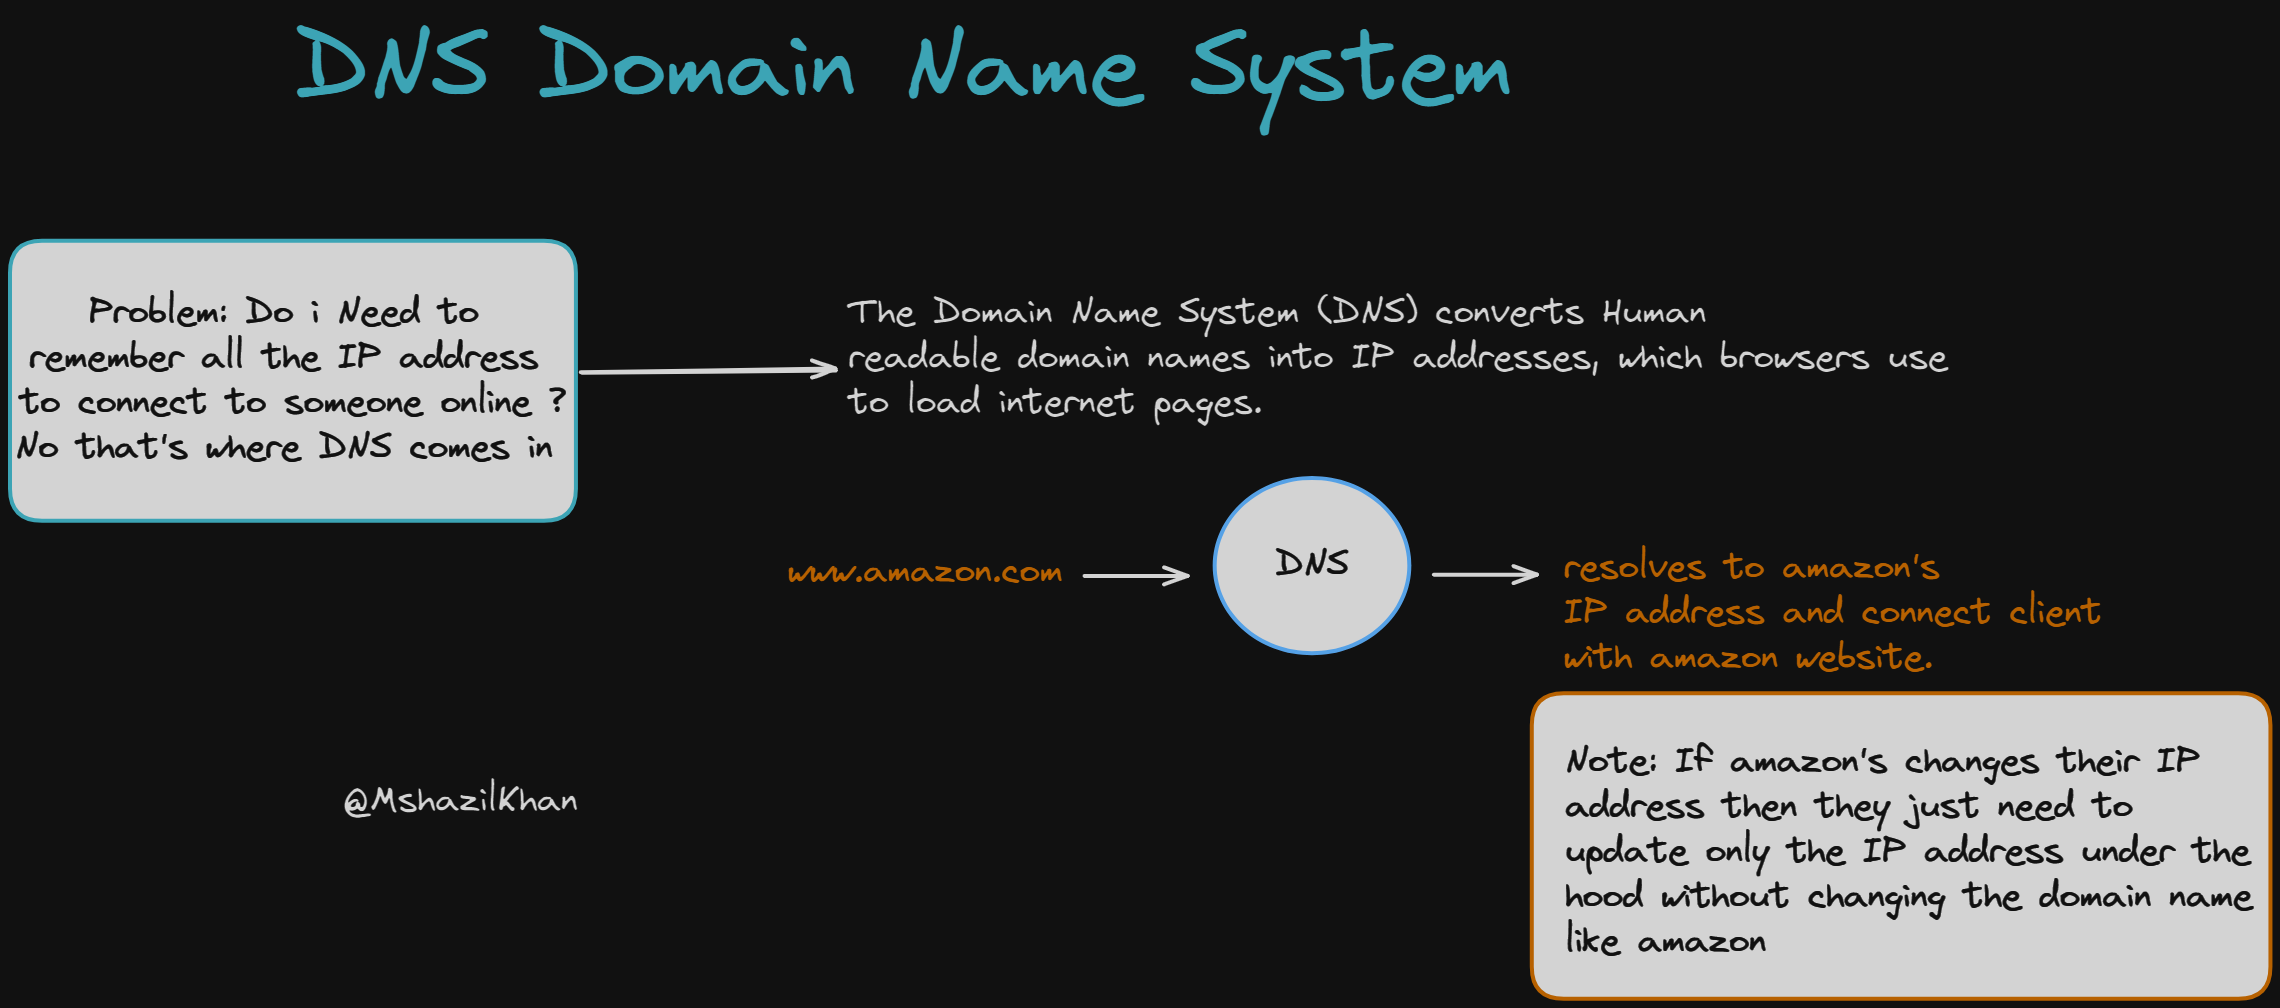 DNS Domain Name System
Problem: Do i Need to
remember all the IP address
to connect to someone online ?
No that's where DNS comes in
The Domain Name System (DNS) converts Human
readable domain names into IP addresses, which browsers use
to load internet pages.
www.amazon.com
DNS
resolves to amazon's
IP address and connect client
with amazon website.
Note: If amazon's changes their IP
address then they just need to
update only the IP address under the
hood without changing the domain name
like amazon
@MshazilKhan